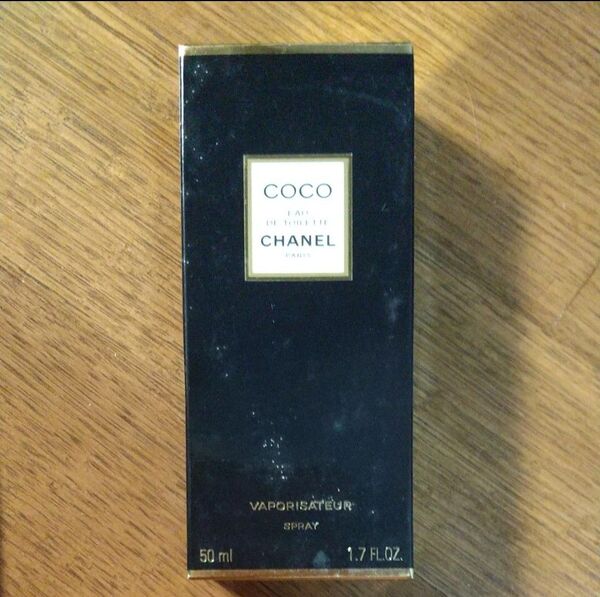 COCO
EAU
DE TOILETTE
CHANEL
PARIS
VAPORISATEUR
SPRAY
50 ml 1.7 FL.OZ.